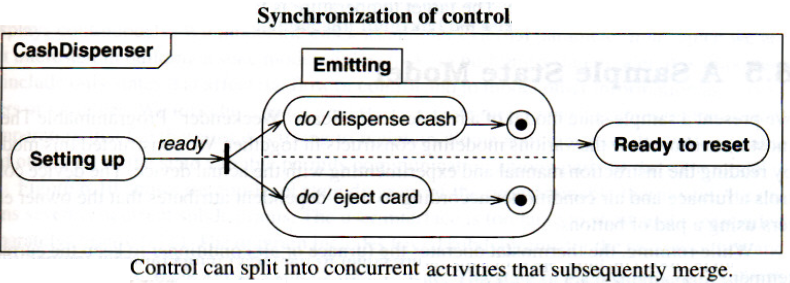 Synchronization of control
CashDispenser
Emitting
do / dispense cash
ready
Setting up
Ready to reset
do / eject card
Control can split into concurrent activities that subsequently merge.